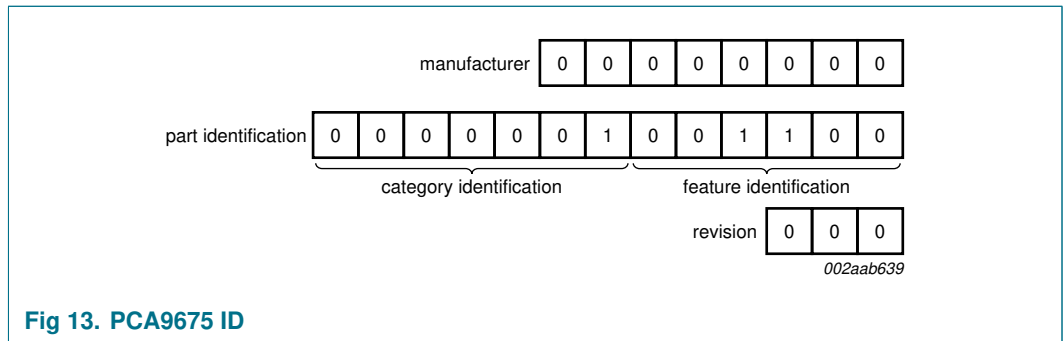 manufacturer 0 0 0 0 0 0 0 0
part identification 0 0 0 0 0 0 1 0 0 1 1 0 0
category identification feature identification
revision 0 0 0
002aab639
Fig 13. PCA9675 ID